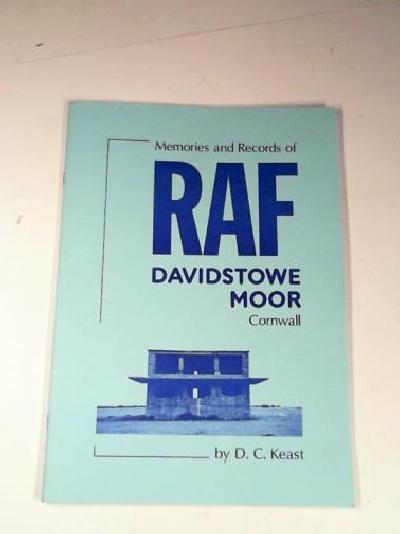 Memories and Records of
RAF
DAVIDSTOWE
MOOR
Cornwall
by D. C. Keast